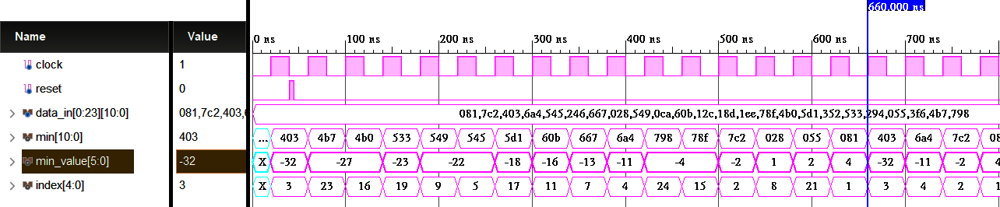 660.000 ns
Name Value 0 ns 100 ns 200 ns 300 ns 400 ns 500 ns 600 ns 700 ns
clock 1
reset 0
data_in[0:23][10:0] 081,7c2,403,6 081,7c2,403,6a4,545,246,667,028,549,0ca,60b,12c,18d,1ee,78f,4b0,5d1,352,533,294,055,3f6,4b7,798
min[10:0] 403 ... 403 4b7 4b0 533 549 545 5d1 60b 667 6a4 798 78f 7c2 028 055 081 403 6a4 7c2 08
min_value[5:0] -32 X -32 -27 -23 -22 -18 -16 -13 -11 -4 -2 1 2 4 -32 -11 -2 4
index[4:0] 3 X 3 23 16 19 9 5 17 11 7 4 24 15 2 8 21 1 3 4 2 1